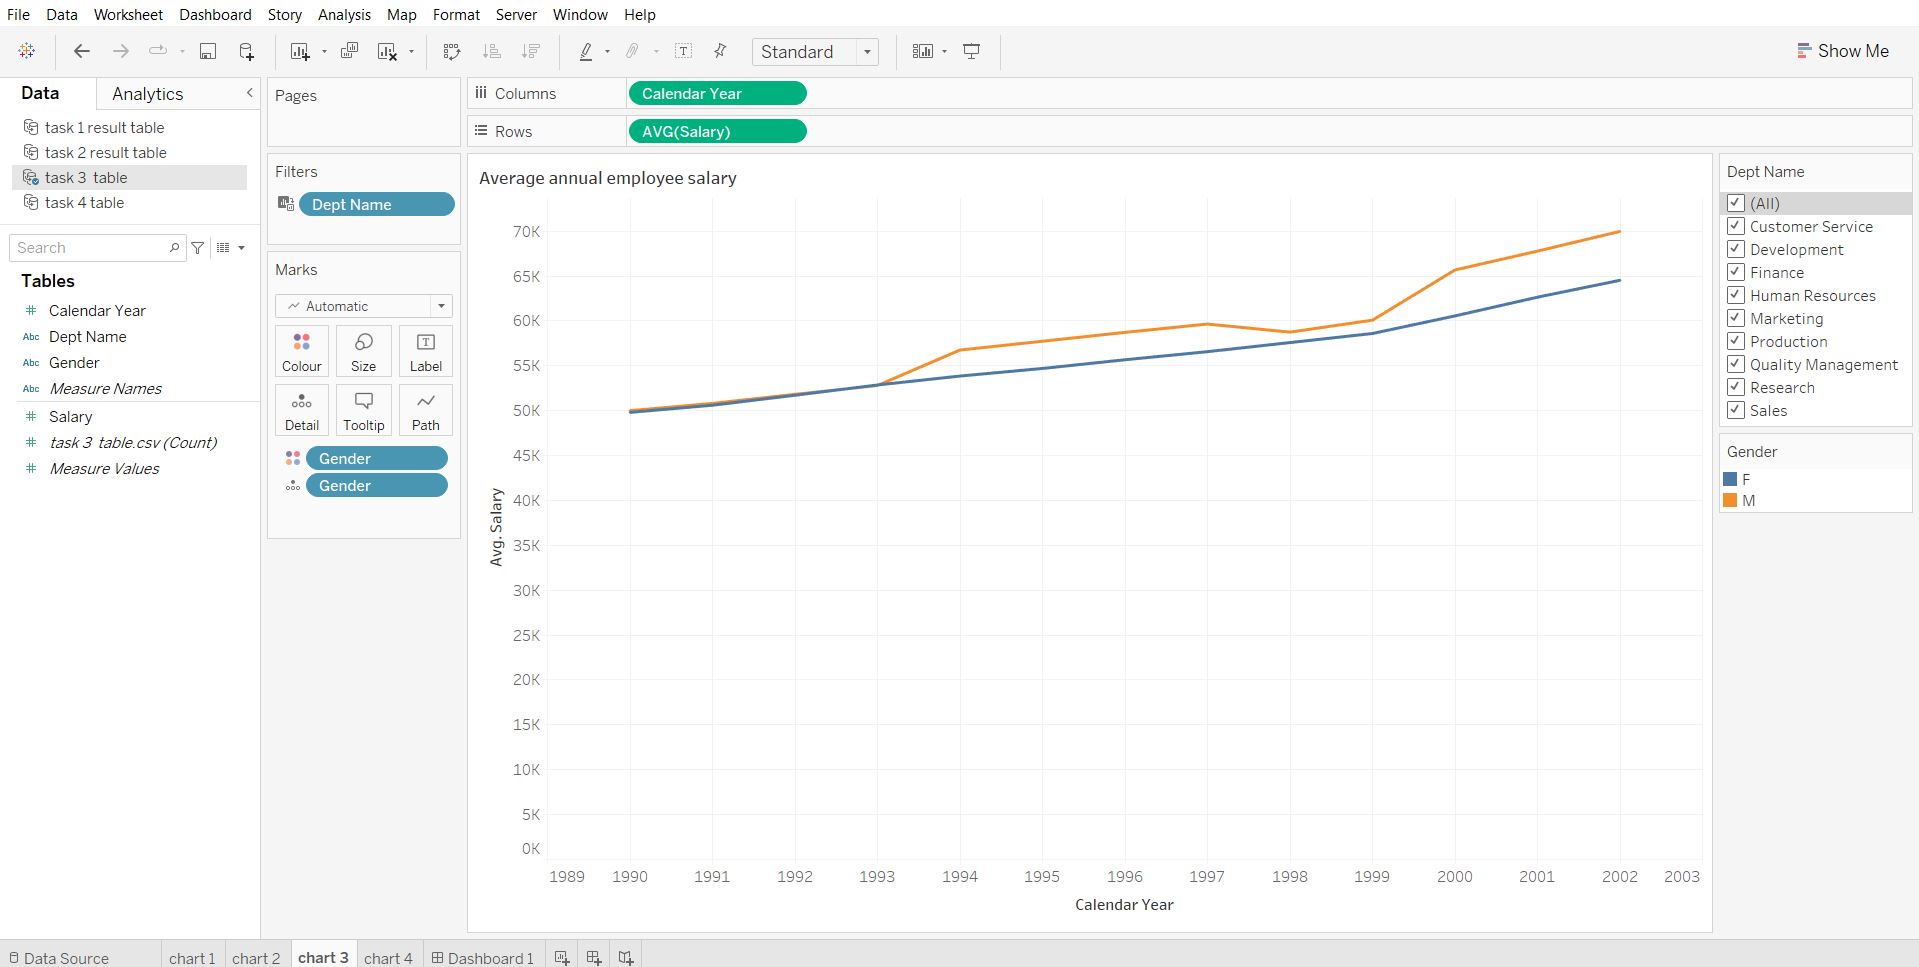 File Data Worksheet Dashboard Story Analysis Map Format Server Window Help
Standard
Show Me
Data
Analytics
task 1 result table
task 2 result table
task 3  table
task 4 table
Search
Tables
Calendar Year
Abc Dept Name
Abc Gender
Abc Measure Names
Salary
task 3  table.csv (Count)
Measure Values
Pages
Filters
Dept Name
Marks
Automatic
Colour Size Label
Detail Tooltip Path
Gender
Gender
Columns Calendar Year
Rows AVG(Salary)
Average annual employee salary
Avg. Salary
70K
65K
60K
55K
50K
45K
40K
35K
30K
25K
20K
15K
10K
5K
0K
1989 1990 1991 1992 1993 1994 1995 1996 1997 1998 1999 2000 2001 2002 2003
Calendar Year
Dept Name
(All)
Customer Service
Development
Finance
Human Resources
Marketing
Production
Quality Management
Research
Sales
Gender
F
M
Data Source chart 1 chart 2 chart 3 chart 4 Dashboard 1